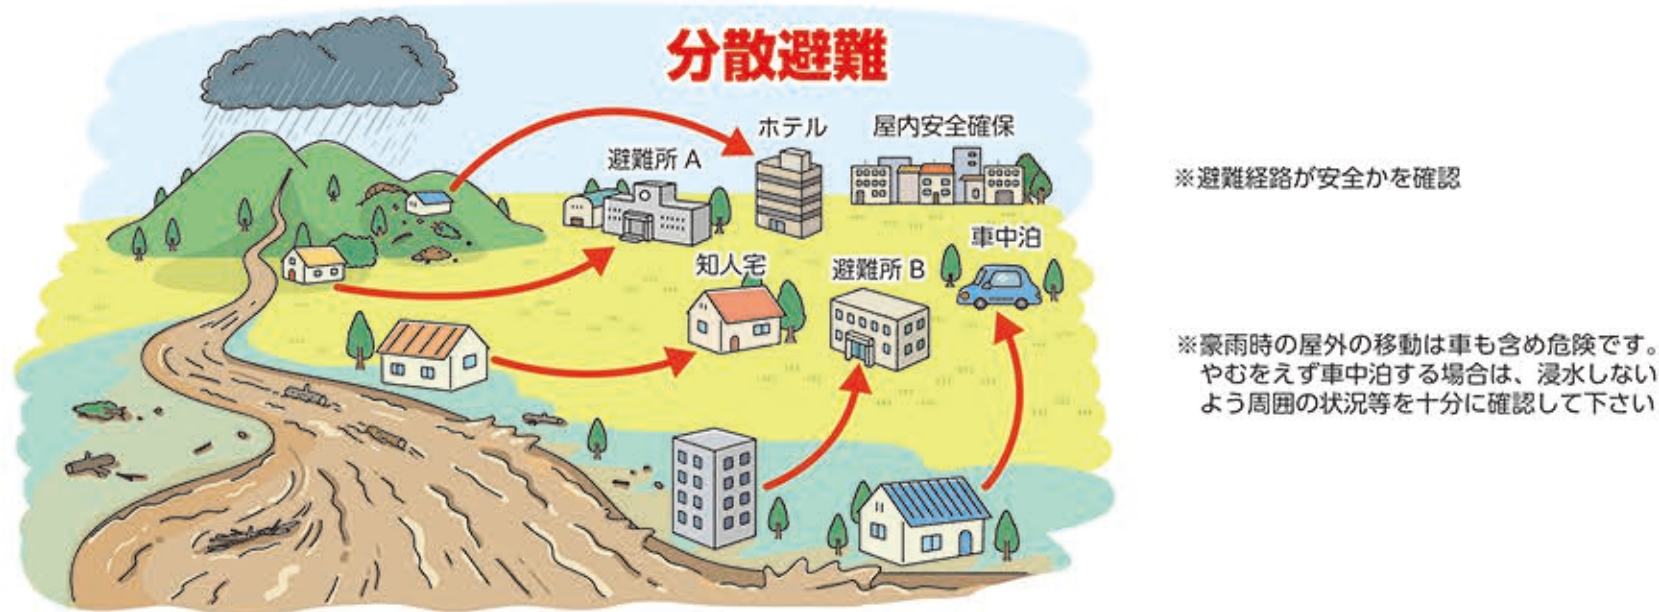 分散避難
ホテル
屋内安全確保
避難所 A
※避難経路が安全かを確認
車中泊
知人宅
避難所 B
※豪雨時の屋外の移動は車も含め危険です。
やむをえず車中泊する場合は、浸水しない
よう周囲の状況等を十分に確認して下さい